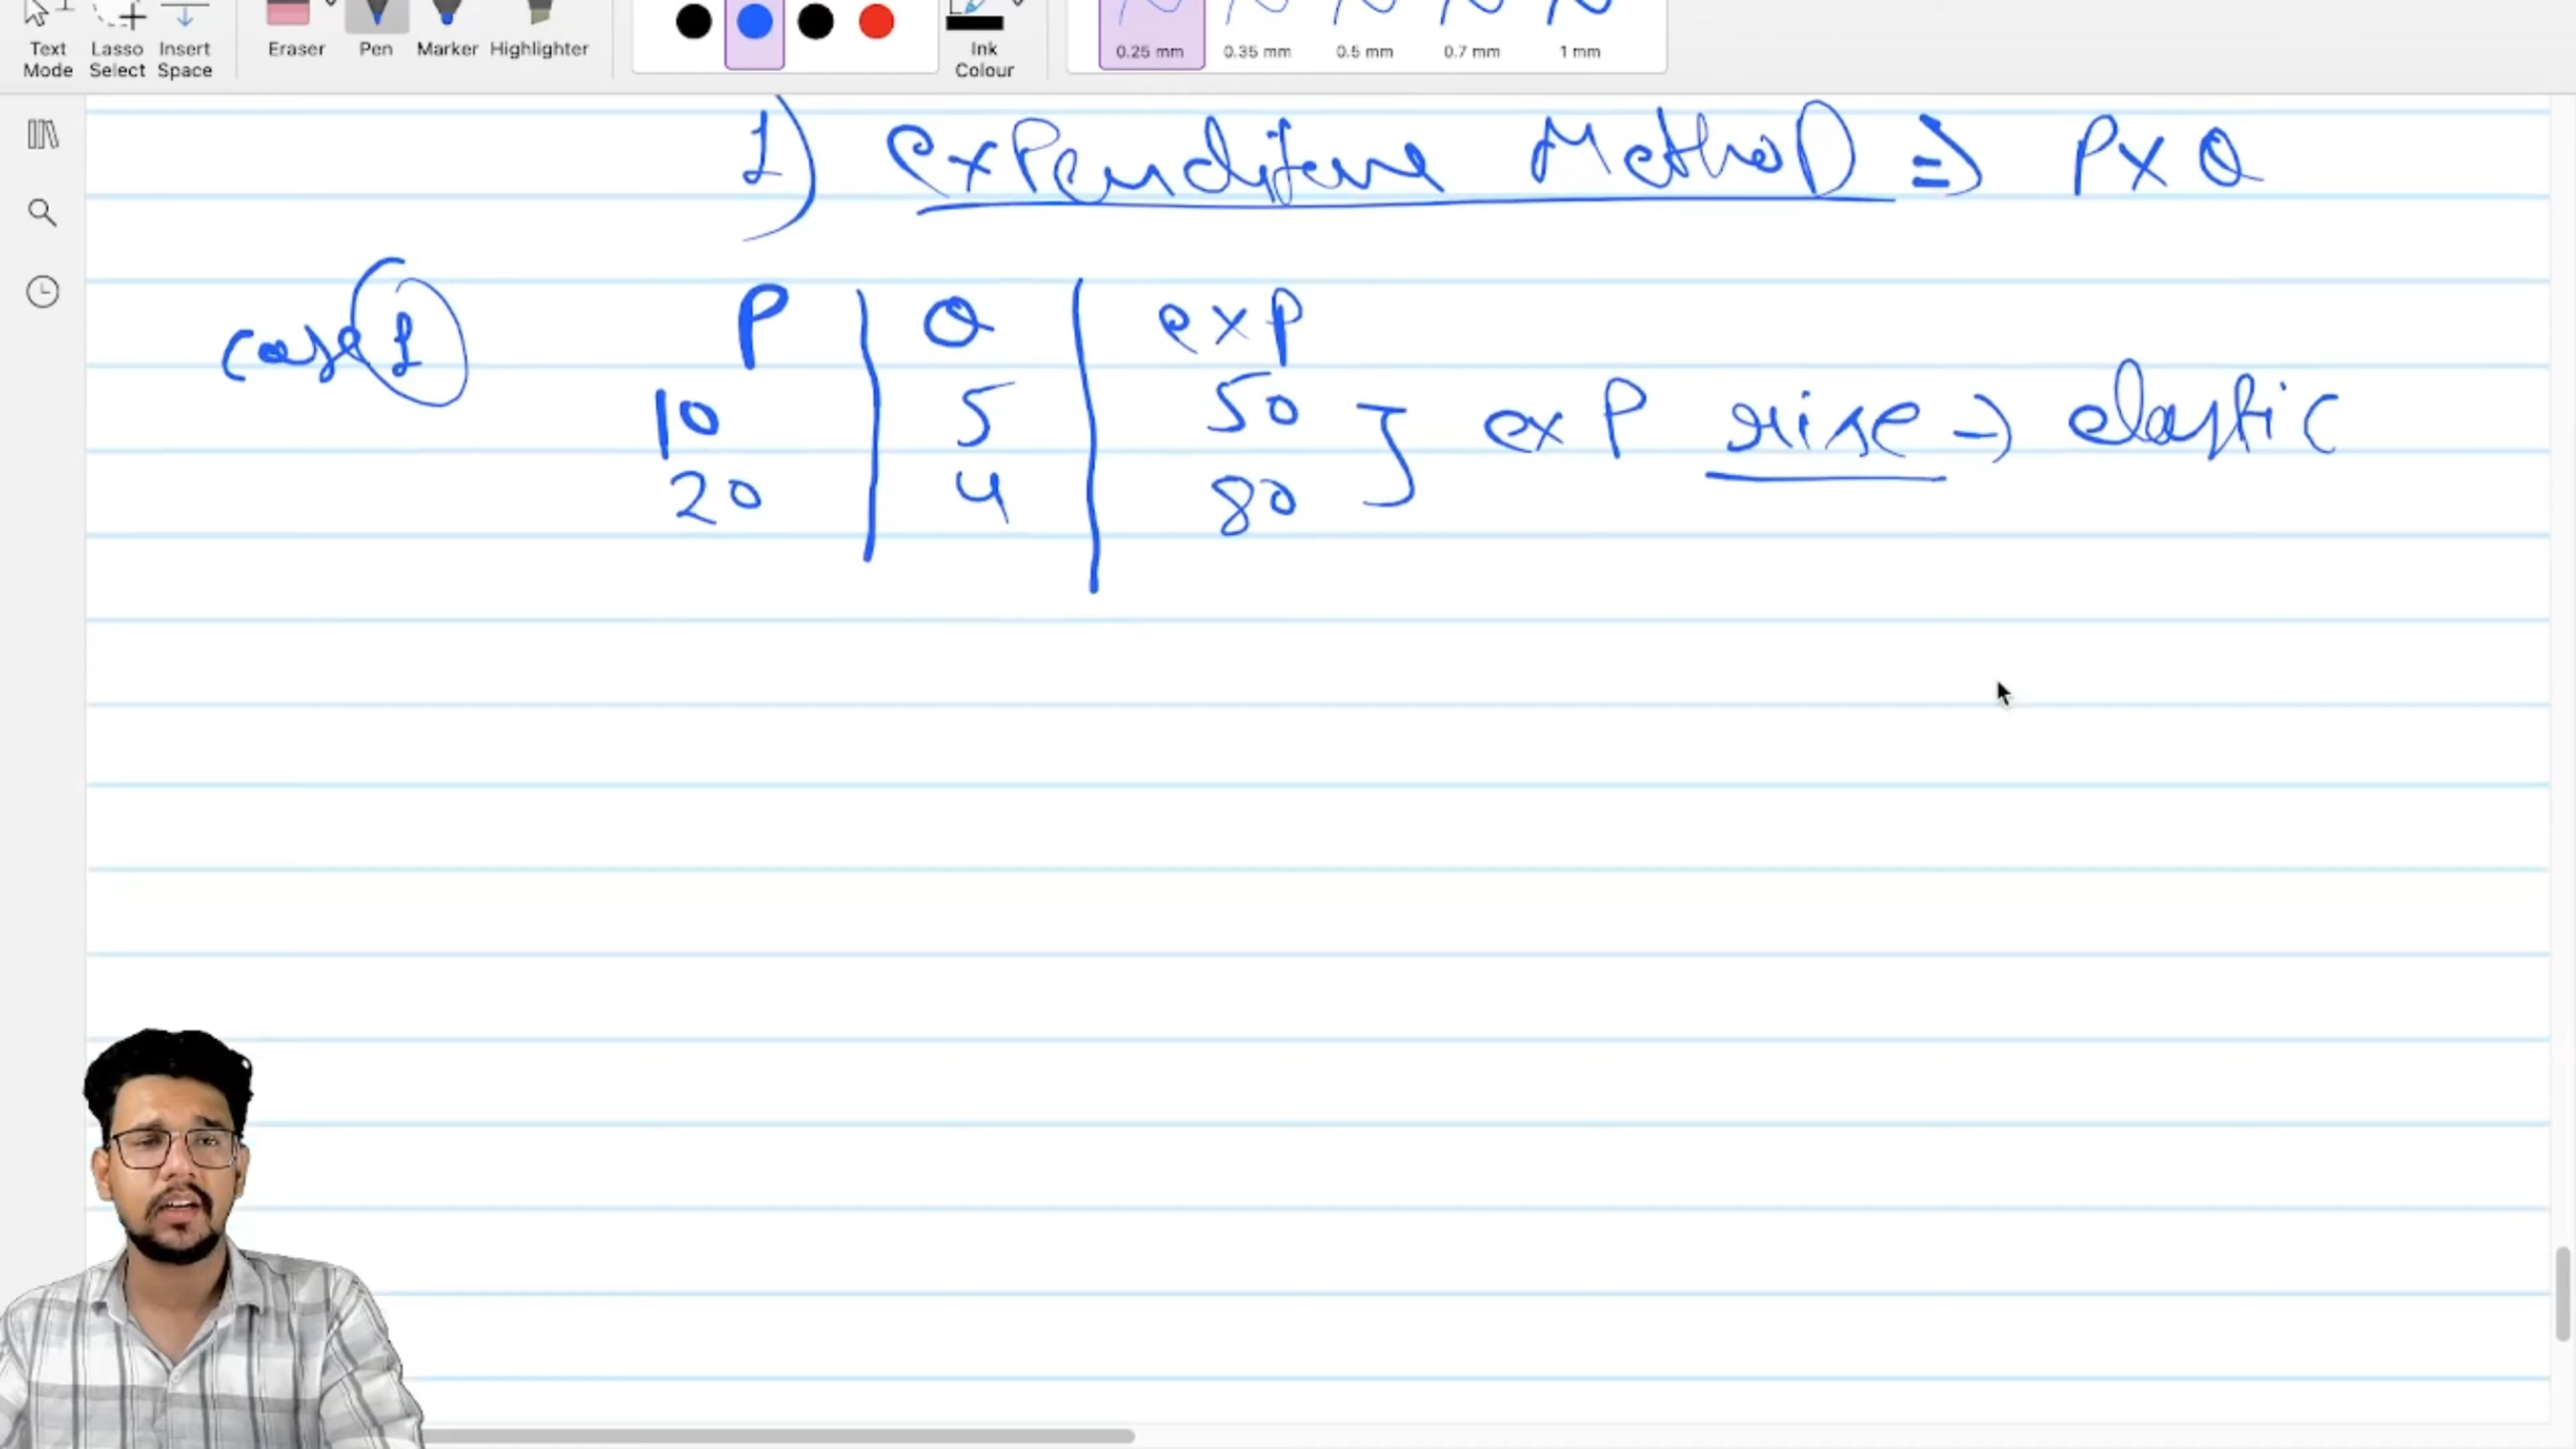 Text Mode
Lasso Select
Insert Space
Eraser
Pen
Marker
Highlighter
Ink Colour
0.25 mm
0.35 mm
0.5 mm
0.7 mm
1 mm
1) exPenditure MethoD => P X Q
case 1
P | Q | exp
10 | 5 | 50
20 | 4 | 80
exP rise -> elastic